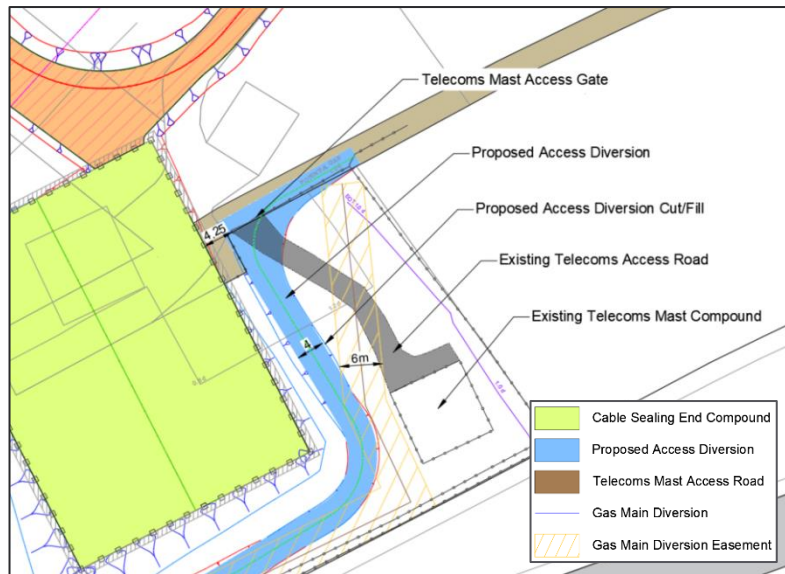 Telecoms Mast Access Gate
Proposed Access Diversion
4.25
Proposed Access Diversion Cut/Fill
Existing Telecoms Access Road
4
6m
Existing Telecoms Mast Compound
Cable Sealing End Compound
Proposed Access Diversion
Telecoms Mast Access Road
Gas Main Diversion
Gas Main Diversion Easement